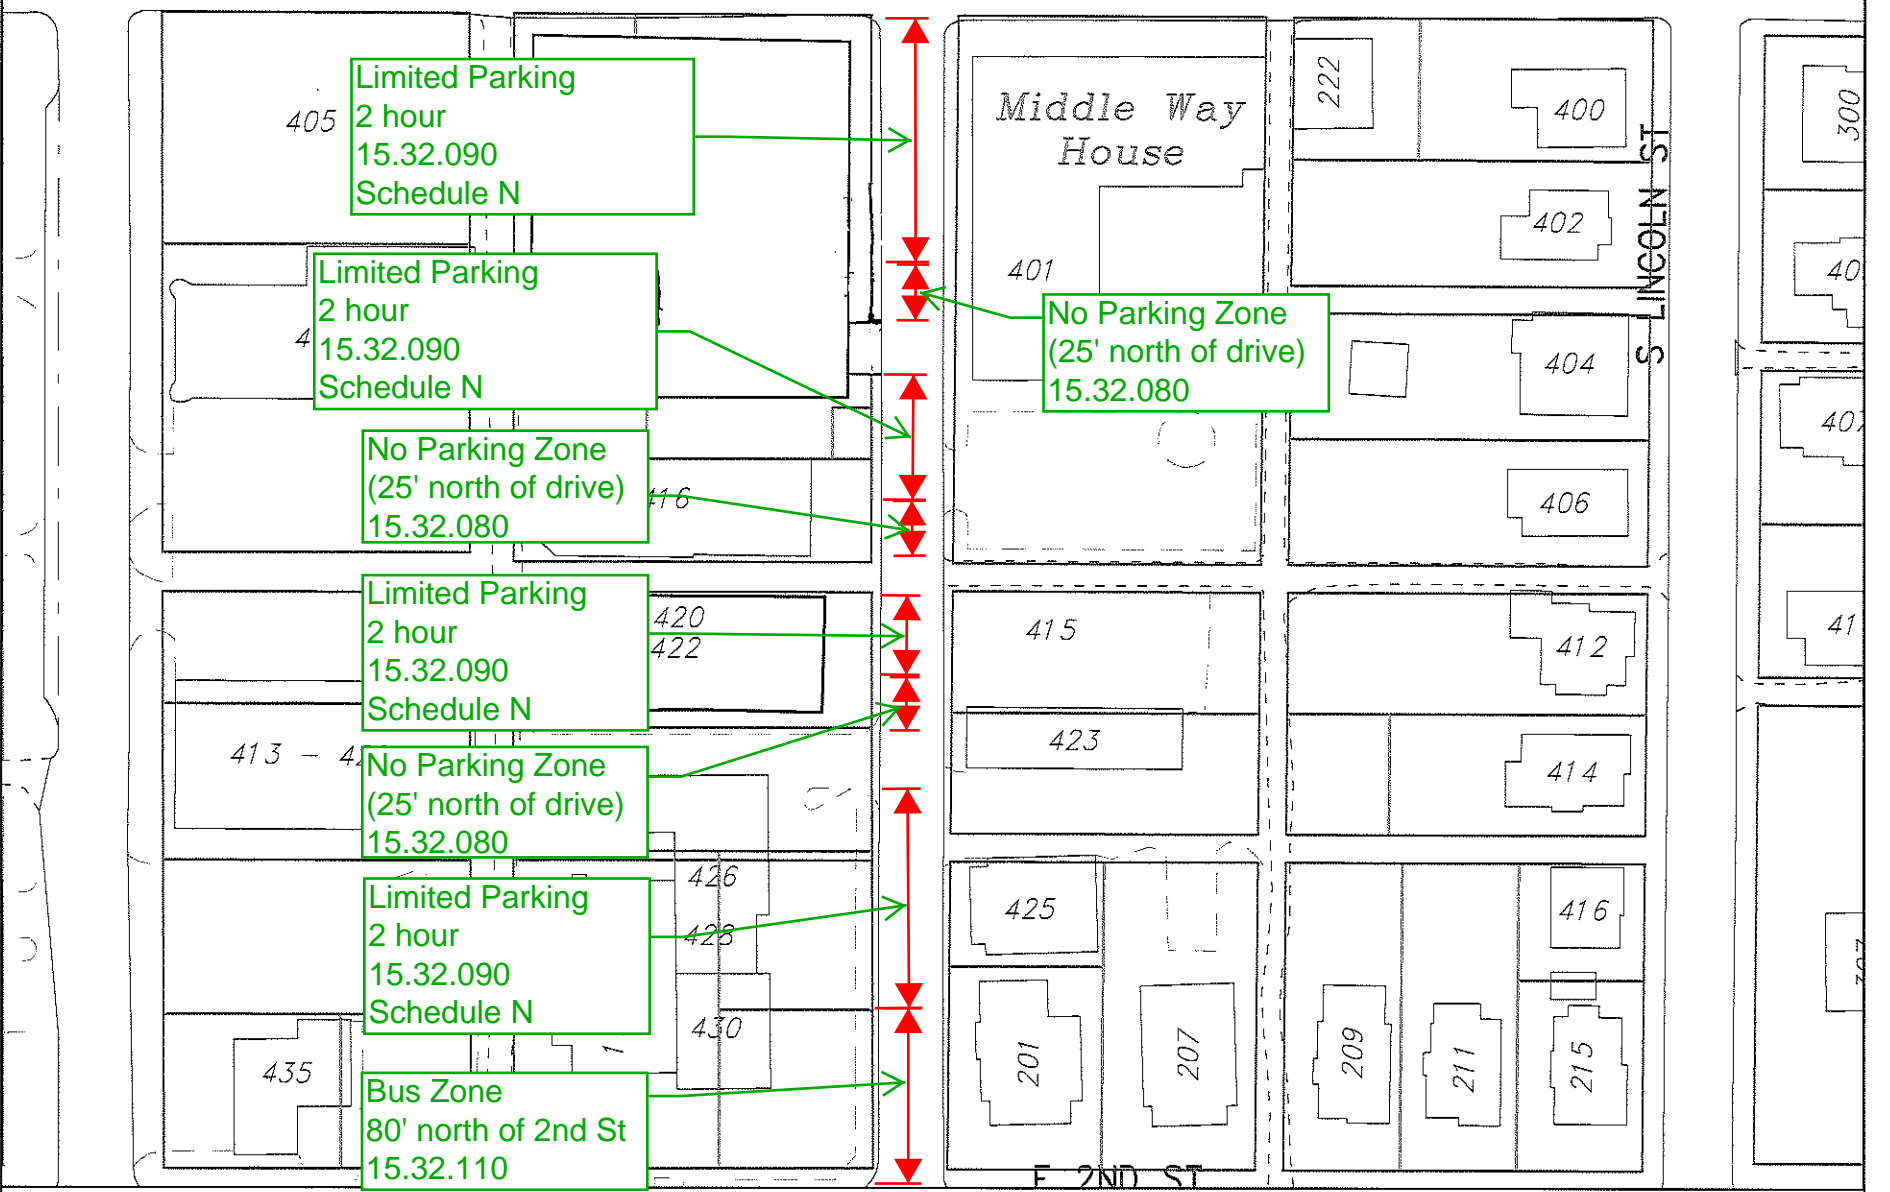 Limited Parking
2 hour
15.32.090
Schedule N
405
Middle Way
House
222
400
300
402
S LINCOLN ST
401
Limited Parking
2 hour
15.32.090
Schedule N
No Parking Zone
(25' north of drive)
15.32.080
404
407
No Parking Zone
(25' north of drive)
15.32.080
416
406
Limited Parking
2 hour
15.32.090
Schedule N
420
422
415
412
41
413 - 42
No Parking Zone
(25' north of drive)
15.32.080
423
414
Limited Parking
2 hour
15.32.090
Schedule N
426
428
430
425
416
435
Bus Zone
80' north of 2nd St
15.32.110
201
207
209
211
215
E 2ND ST